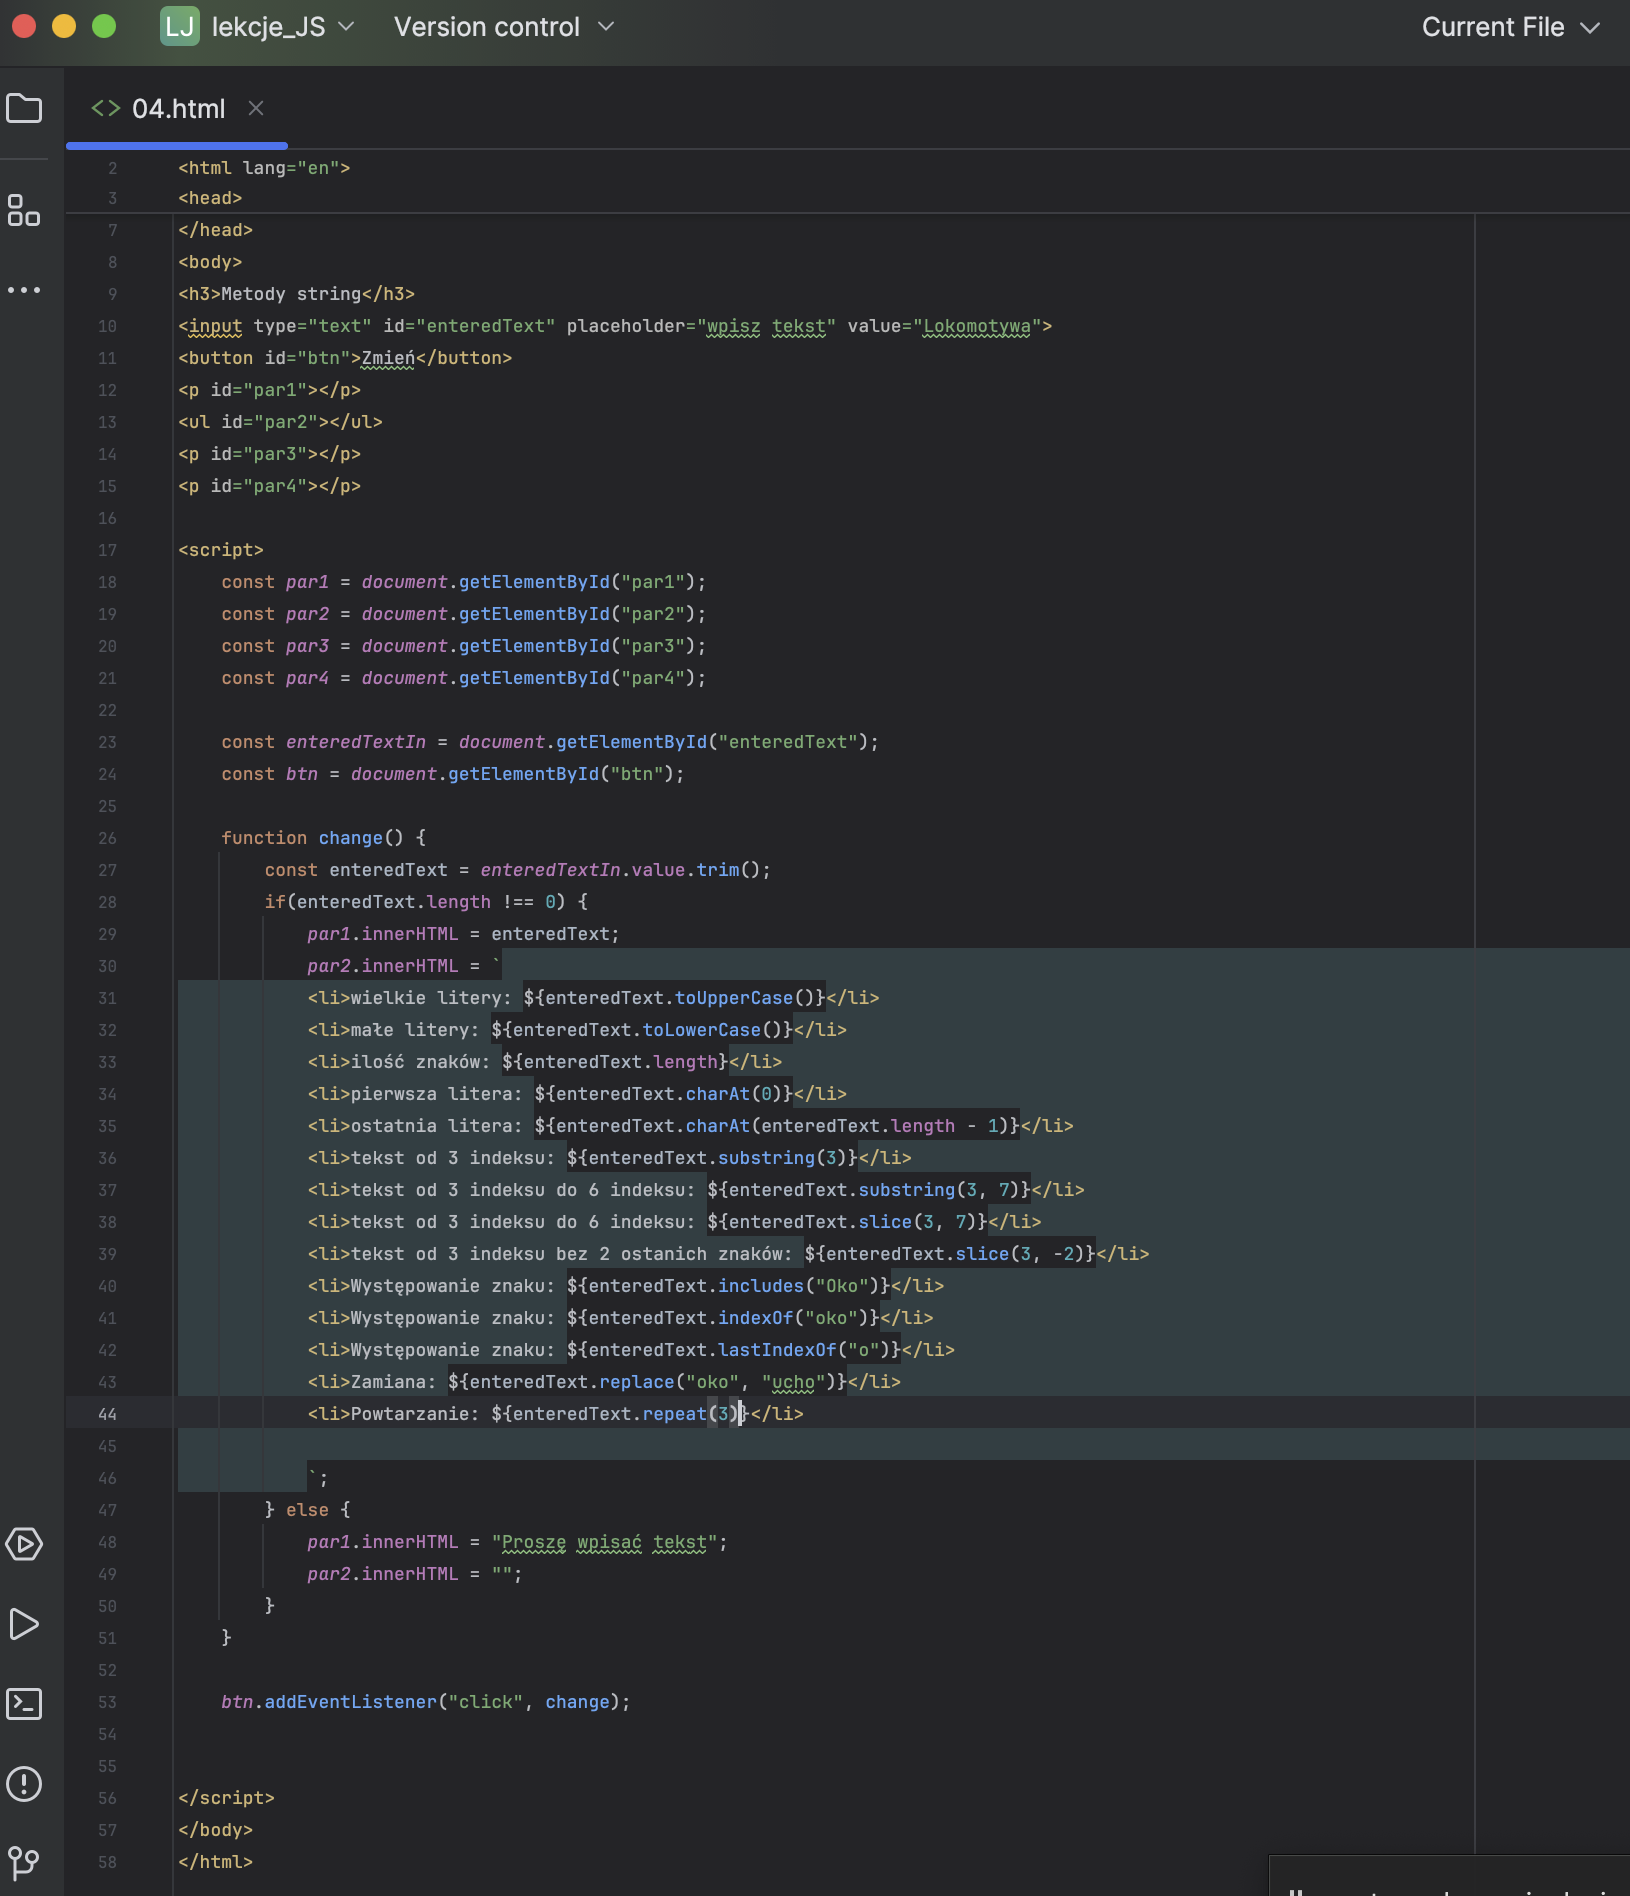 LJ lekcje_JS Version control Current File
04.html
2 <html lang="en">
3 <head>
7 </head>
8 <body>
9 <h3>Metody string</h3>
10 <input type="text" id="enteredText" placeholder="wpisz tekst" value="Lokomotywa">
11 <button id="btn">Zmień</button>
12 <p id="par1"></p>
13 <ul id="par2"></ul>
14 <p id="par3"></p>
15 <p id="par4"></p>
16
17 <script>
18 const par1 = document.getElementById("par1");
19 const par2 = document.getElementById("par2");
20 const par3 = document.getElementById("par3");
21 const par4 = document.getElementById("par4");
22
23 const enteredTextIn = document.getElementById("enteredText");
24 const btn = document.getElementById("btn");
25
26 function change() {
27 const enteredText = enteredTextIn.value.trim();
28 if(enteredText.length !== 0) {
29 par1.innerHTML = enteredText;
30 par2.innerHTML = `
31 <li>wielkie litery: ${enteredText.toUpperCase()}</li>
32 <li>małe litery: ${enteredText.toLowerCase()}</li>
33 <li>ilość znaków: ${enteredText.length}</li>
34 <li>pierwsza litera: ${enteredText.charAt(0)}</li>
35 <li>ostatnia litera: ${enteredText.charAt(enteredText.length - 1)}</li>
36 <li>tekst od 3 indeksu: ${enteredText.substring(3)}</li>
37 <li>tekst od 3 indeksu do 6 indeksu: ${enteredText.substring(3, 7)}</li>
38 <li>tekst od 3 indeksu do 6 indeksu: ${enteredText.slice(3, 7)}</li>
39 <li>tekst od 3 indeksu bez 2 ostanich znaków: ${enteredText.slice(3, -2)}</li>
40 <li>Występowanie znaku: ${enteredText.includes("Oko")}</li>
41 <li>Występowanie znaku: ${enteredText.indexOf("oko")}</li>
42 <li>Występowanie znaku: ${enteredText.lastIndexOf("o")}</li>
43 <li>Zamiana: ${enteredText.replace("oko", "ucho")}</li>
44 <li>Powtarzanie: ${enteredText.repeat(3)}</li>
45
46 `;
47 } else {
48 par1.innerHTML = "Proszę wpisać tekst";
49 par2.innerHTML = "";
50 }
51 }
52
53 btn.addEventListener("click", change);
54
55
56 </script>
57 </body>
58 </html>